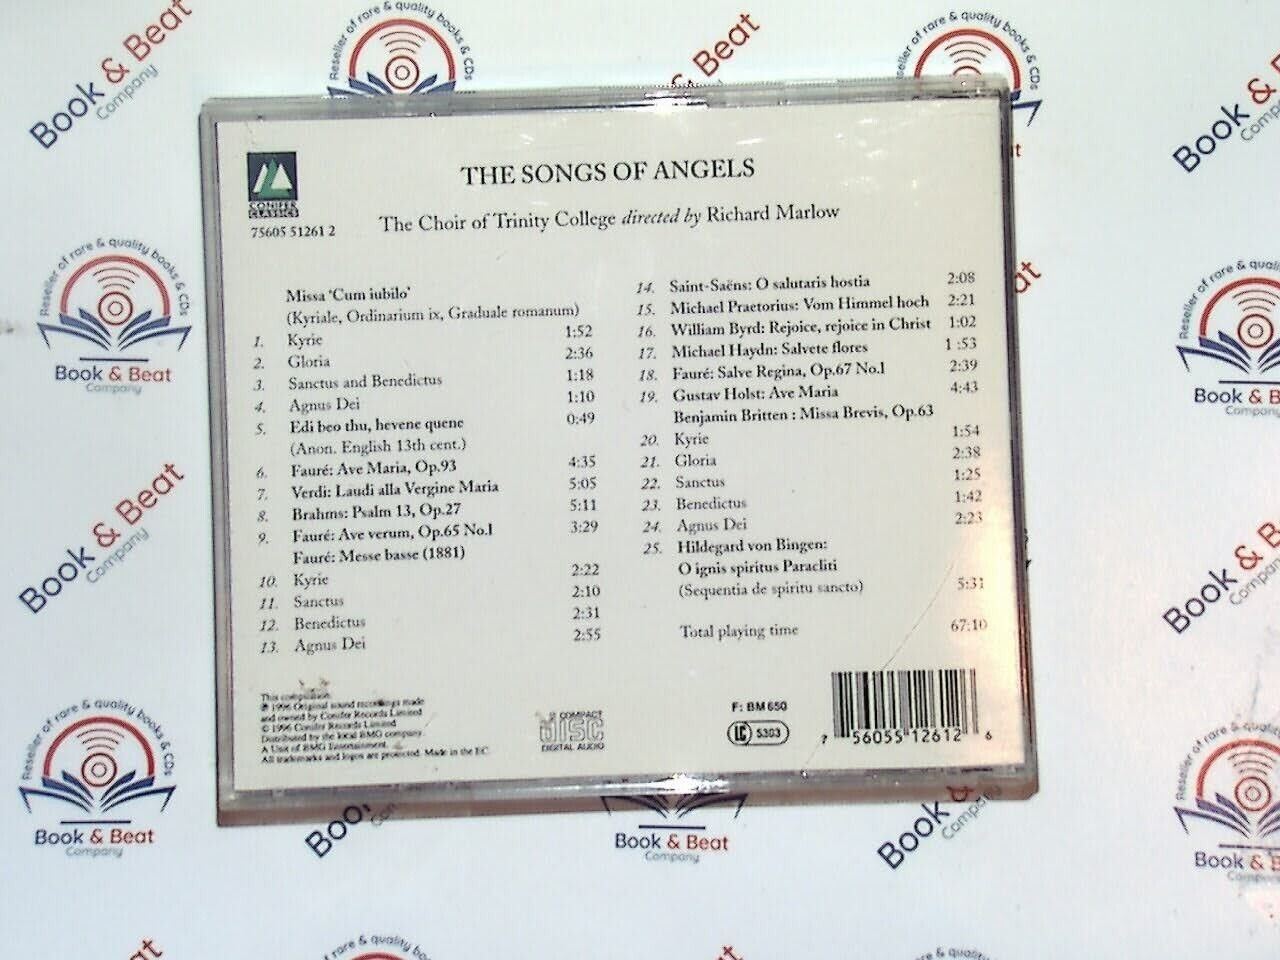 THE SONGS OF ANGELS
The Choir of Trinity College directed by Richard Marlow
CONIFER
CLASSICS
75605 51261 2
Missa 'Cum iubilo'
(Kyriale, Ordinarium ix, Graduale romanum)
1. Kyrie 1:52
2. Gloria 2:36
3. Sanctus and Benedictus 1:18
4. Agnus Dei 1:10
5. Edi beo thu, hevene quene 0:49
(Anon. English 13th cent.)
6. Fauré: Ave Maria, Op.93 4:35
7. Verdi: Laudi alla Vergine Maria 5:05
8. Brahms: Psalm 13, Op.27 5:11
9. Fauré: Ave verum, Op.65 No.1 3:29
Fauré: Messe basse (1881)
10. Kyrie 2:22
11. Sanctus 2:10
12. Benedictus 2:31
13. Agnus Dei 2:55
14. Saint-Saëns: O salutaris hostia 2:08
15. Michael Praetorius: Vom Himmel hoch 2:21
16. William Byrd: Rejoice, rejoice in Christ 1:02
17. Michael Haydn: Salvete flores 1:53
18. Fauré: Salve Regina, Op.67 No.1 2:39
19. Gustav Holst: Ave Maria 4:43
Benjamin Britten : Missa Brevis, Op.63
20. Kyrie 1:54
21. Gloria 2:38
22. Sanctus 1:25
23. Benedictus 1:42
24. Agnus Dei 2:23
25. Hildegard von Bingen:
O ignis spiritus Paracliti
(Sequentia de spiritu sancto) 5:31
Total playing time 67:10
This compilation
℗ 1996 Original sound recordings made
and owned by Conifer Records Limited
© 1996 Conifer Records Limited
Distributed by the local BMG company.
A Unit of BMG Entertainment.
All trademarks and logos are protected. Made in the EC
COMPACT
disc
DIGITAL AUDIO
F: BM 650
LC 5303
7 56055 12612 6
Reseller of rare & quality books & CDs
Book & Beat
Company